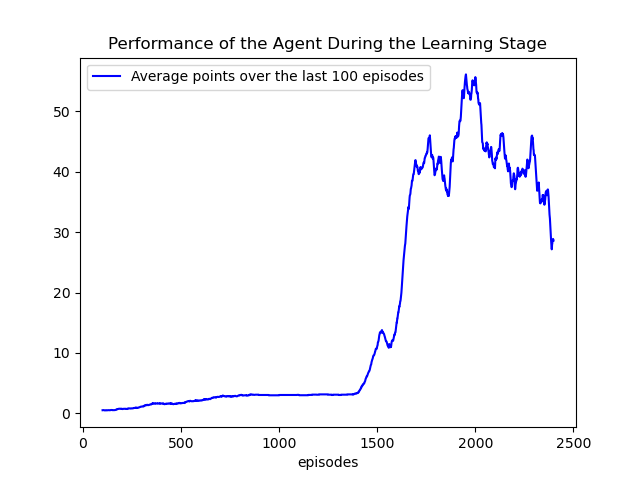 Performance of the Agent During the Learning Stage
Average points over the last 100 episodes
50
40
30
20
10
0
0 500 1000 1500 2000 2500
episodes